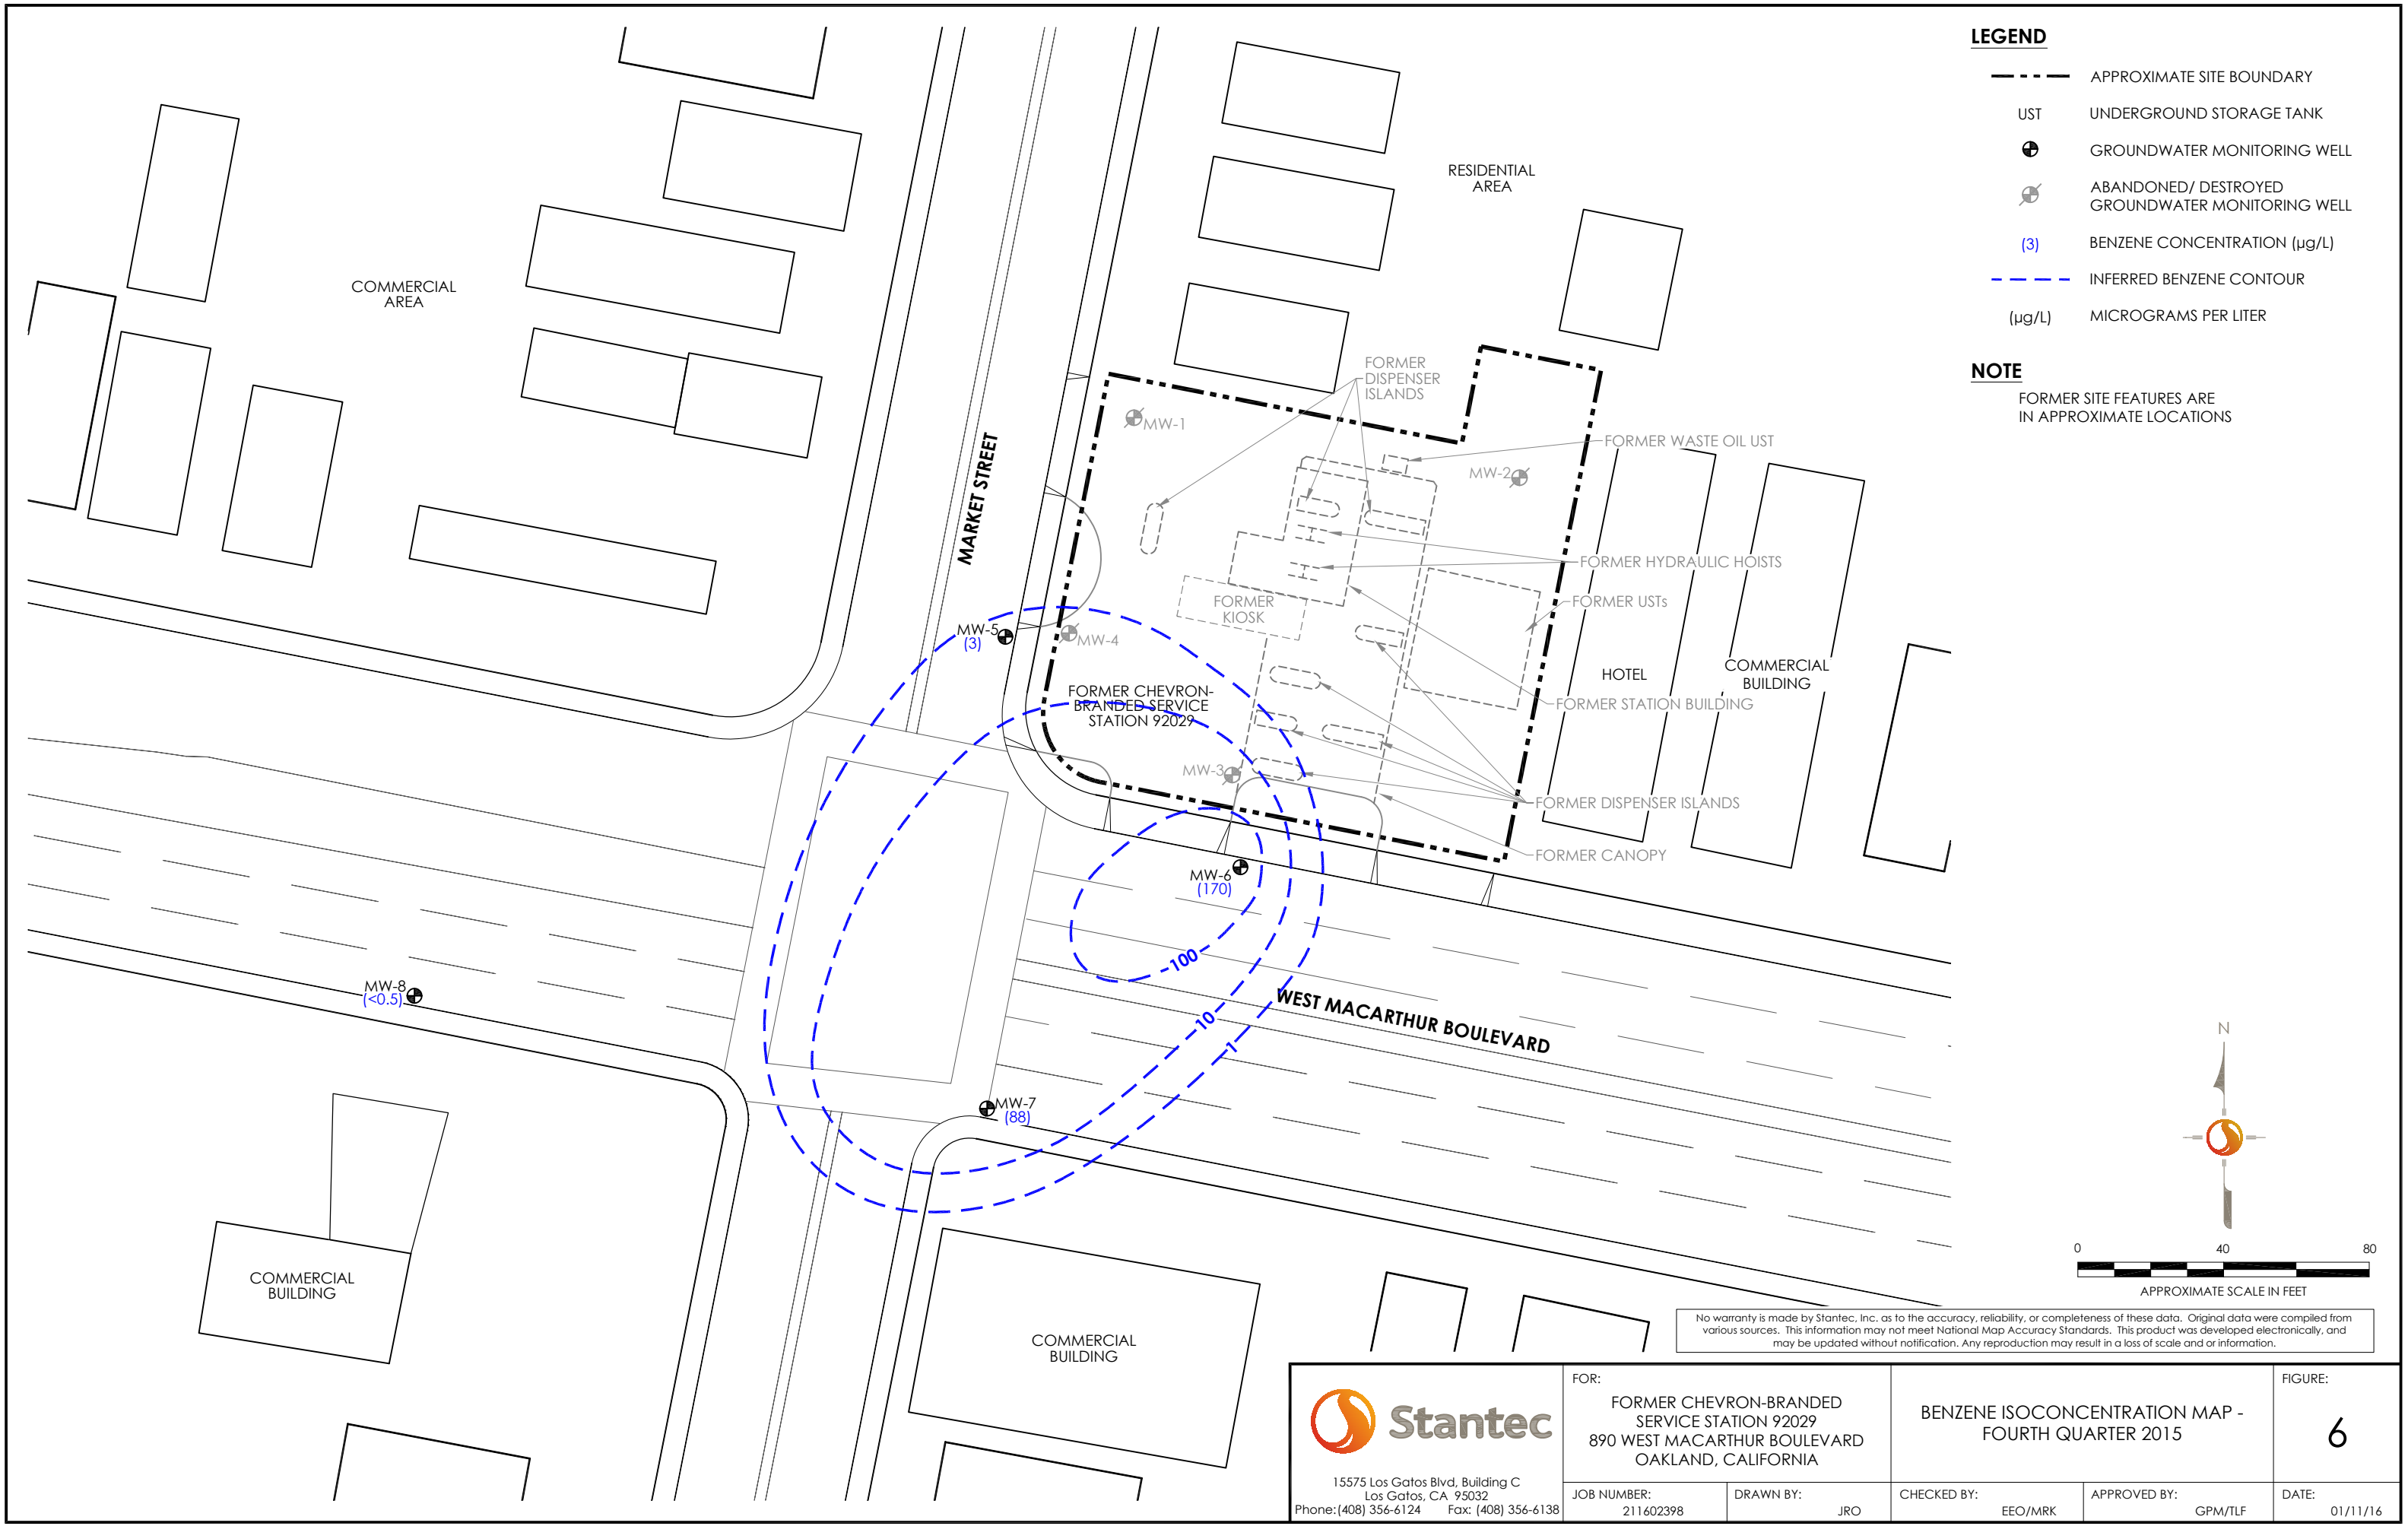 LEGEND
APPROXIMATE SITE BOUNDARY
UST UNDERGROUND STORAGE TANK
GROUNDWATER MONITORING WELL
ABANDONED/ DESTROYED
GROUNDWATER MONITORING WELL
(3) BENZENE CONCENTRATION (µg/L)
INFERRED BENZENE CONTOUR
(µg/L) MICROGRAMS PER LITER
NOTE
FORMER SITE FEATURES ARE
IN APPROXIMATE LOCATIONS
RESIDENTIAL
AREA
COMMERCIAL
AREA
MARKET STREET
FORMER
DISPENSER
ISLANDS
MW-1
FORMER WASTE OIL UST
MW-2
FORMER HYDRAULIC HOISTS
FORMER USTs
FORMER
KIOSK
MW-5
(3)
MW-4
HOTEL
COMMERCIAL
BUILDING
FORMER CHEVRON-
BRANDED SERVICE
STATION 92029
FORMER STATION BUILDING
MW-3
FORMER DISPENSER ISLANDS
FORMER CANOPY
MW-6
(170)
100
10
1
WEST MACARTHUR BOULEVARD
MW-8
(<0.5)
MW-7
(88)
COMMERCIAL
BUILDING
COMMERCIAL
BUILDING
N
0 40 80
APPROXIMATE SCALE IN FEET
No warranty is made by Stantec, Inc. as to the accuracy, reliability, or completeness of these data. Original data were compiled from
various sources. This information may not meet National Map Accuracy Standards. This product was developed electronically, and
may be updated without notification. Any reproduction may result in a loss of scale and or information.
Stantec
15575 Los Gatos Blvd, Building C
Los Gatos, CA 95032
Phone:(408) 356-6124 Fax: (408) 356-6138
FOR:
FORMER CHEVRON-BRANDED
SERVICE STATION 92029
890 WEST MACARTHUR BOULEVARD
OAKLAND, CALIFORNIA
BENZENE ISOCONCENTRATION MAP -
FOURTH QUARTER 2015
FIGURE:
6
JOB NUMBER:
211602398
DRAWN BY:
JRO
CHECKED BY:
EEO/MRK
APPROVED BY:
GPM/TLF
DATE:
01/11/16